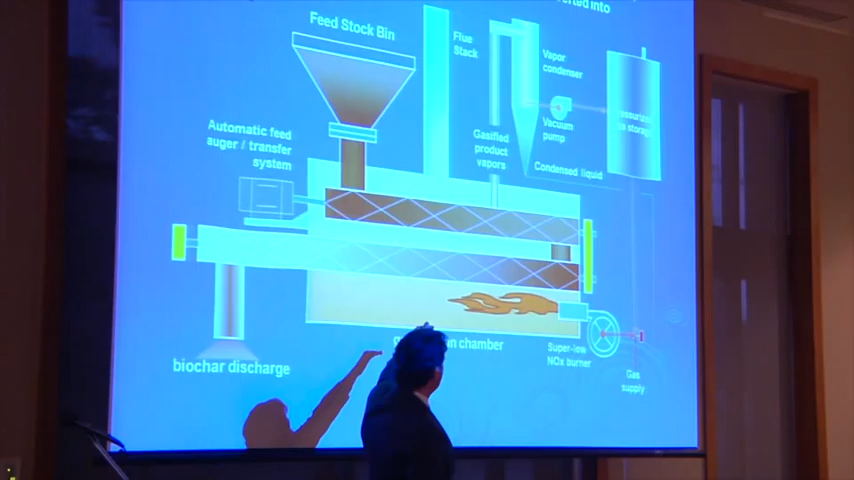 into
Feed Stock Bin
Flue
Stack
Vapor
condenser
Automatic feed
auger / transfer
system
Gasified
product
vapors
Vacuum
pump
Condensed liquid
biochar discharge
chamber
Super-low
NOx burner
Gas
supply